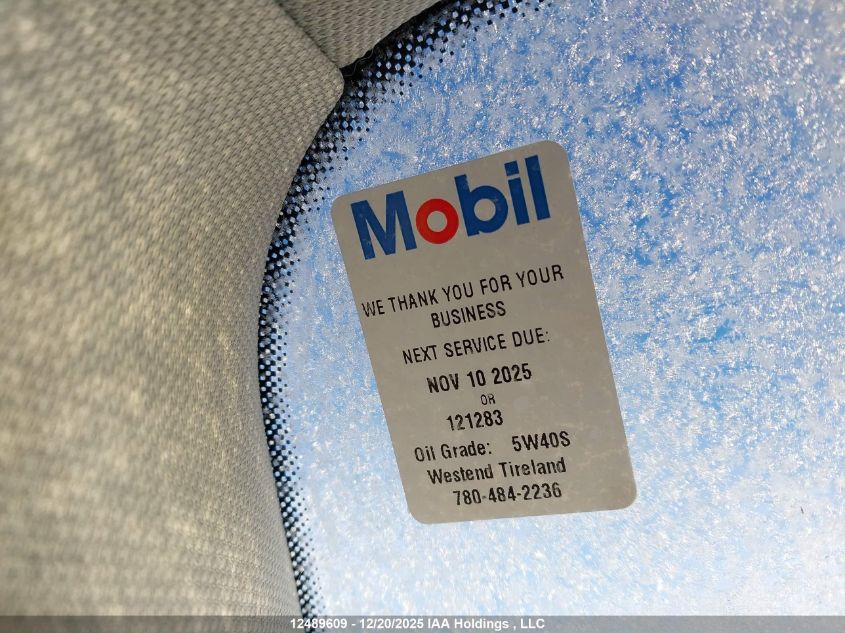 Mobil
WE THANK YOU FOR YOUR
BUSINESS
NEXT SERVICE DUE:
NOV 10 2025
OR
121283
Oil Grade: 5W40S
Westend Tireland
780-484-2236
12489609 - 12/20/2025 IAA Holdings , LLC